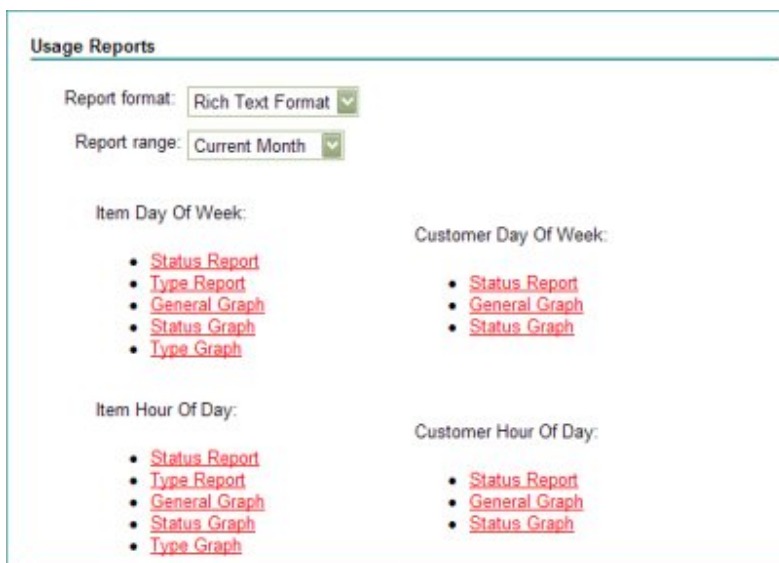 Usage Reports
Report format: Rich Text Format
Report range: Current Month
Item Day Of Week:
Status Report
Type Report
General Graph
Status Graph
Type Graph
Customer Day Of Week:
Status Report
General Graph
Status Graph
Item Hour Of Day:
Status Report
Type Report
General Graph
Status Graph
Type Graph
Customer Hour Of Day:
Status Report
General Graph
Status Graph